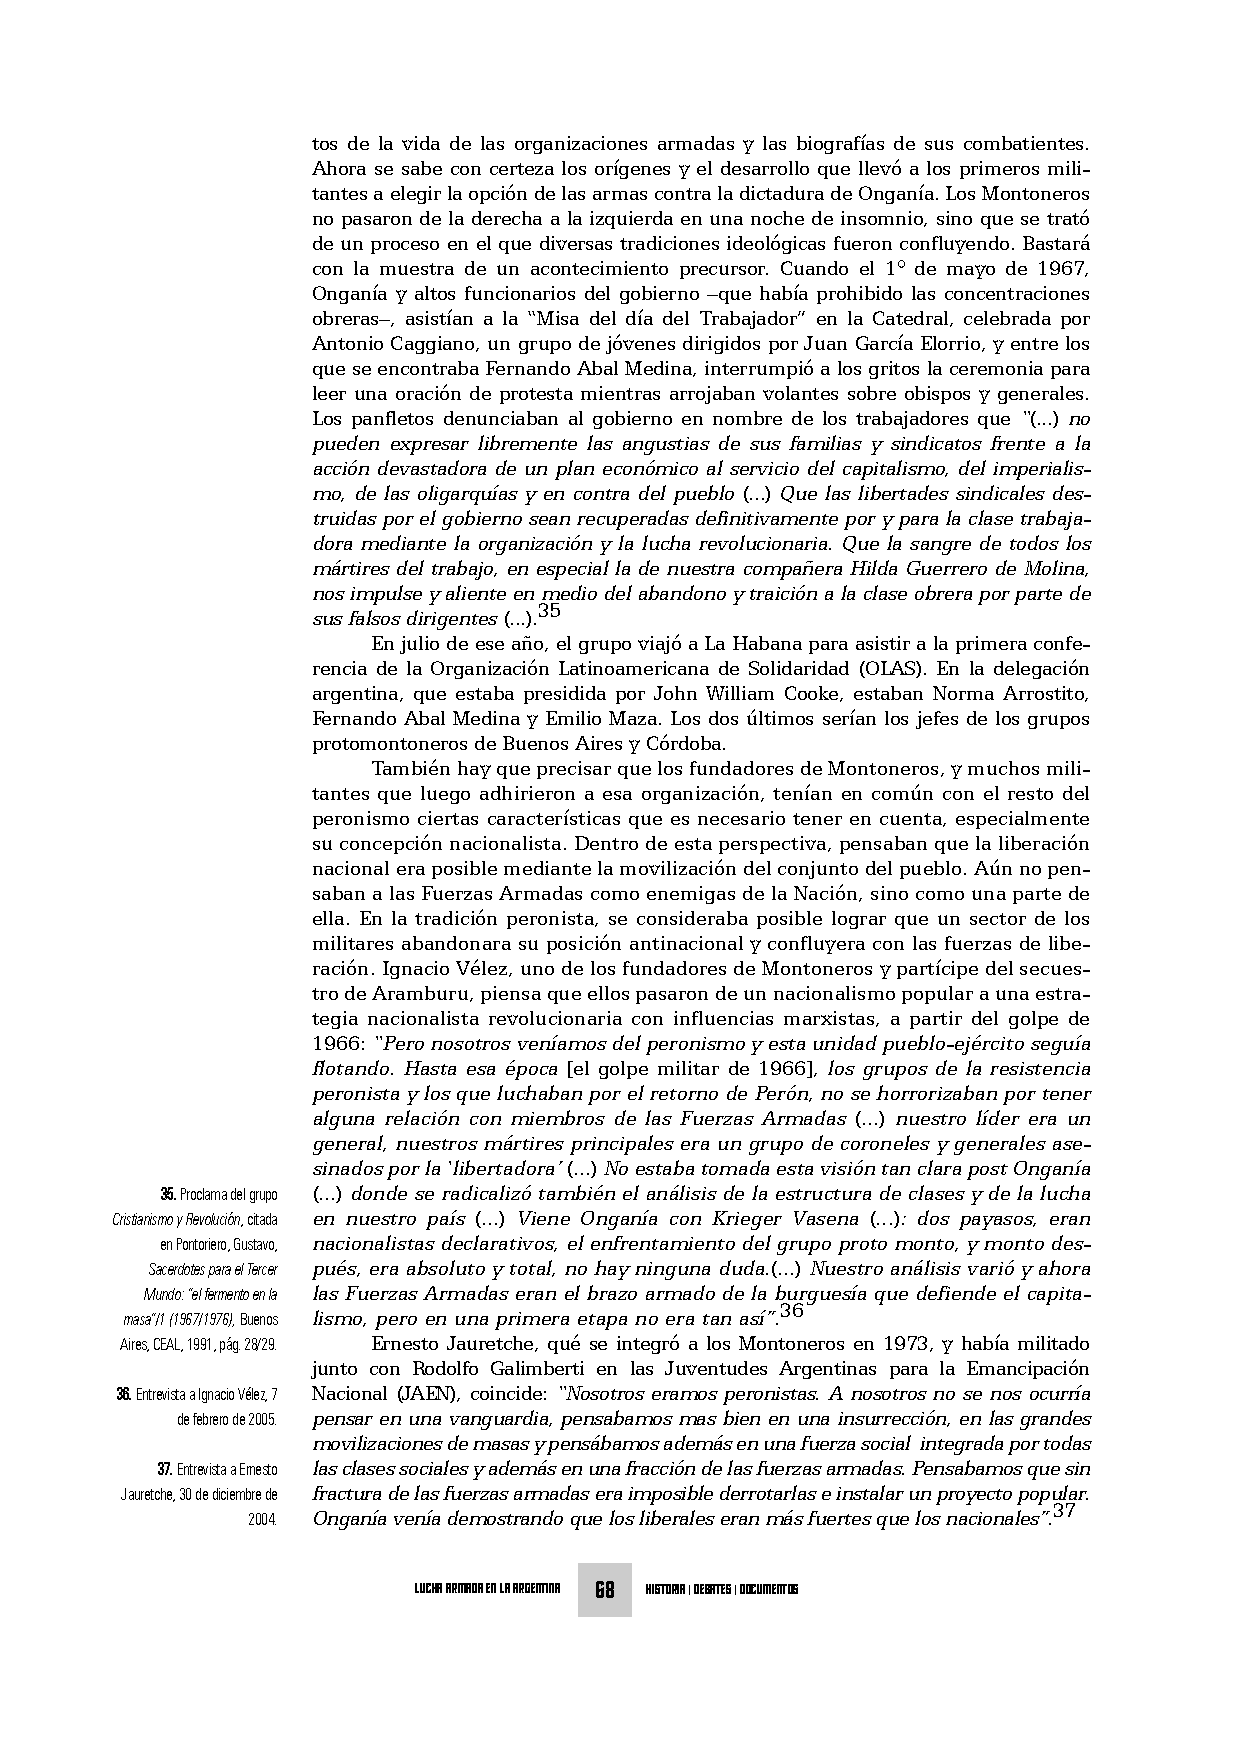 tos de la vida de las organizaciones armadas y las biografías de sus combatientes.
Ahora se sabe con certeza los orígenes y el desarrollo que llevó a los primeros mili-
tantes a elegir la opción de las armas contra la dictadura de Onganía. Los Montoneros
no pasaron de la derecha a la izquierda en una noche de insomnio, sino que se trató
de un proceso en el que diversas tradiciones ideológicas fueron confluyendo. Bastará
con la muestra de un acontecimiento precursor. Cuando el 1° de mayo de 1967,
Onganía y altos funcionarios del gobierno –que había prohibido las concentraciones
obreras–, asistían a la “Misa del día del Trabajador” en la Catedral, celebrada por
Antonio Caggiano, un grupo de jóvenes dirigidos por Juan García Elorrio, y entre los
que se encontraba Fernando Abal Medina, interrumpió a los gritos la ceremonia para
leer una oración de protesta mientras arrojaban volantes sobre obispos y generales.
Los panfletos denunciaban al gobierno en nombre de los trabajadores que “(...) no
pueden expresar libremente las angustias de sus familias y sindicatos frente a la
acción devastadora de un plan económico al servicio del capitalismo, del imperialis-
mo, de las oligarquías y en contra del pueblo (...) Que las libertades sindicales des-
truidas por el gobierno sean recuperadas definitivamente por y para la clase trabaja-
dora mediante la organización y la lucha revolucionaria. Que la sangre de todos los
mártires del trabajo, en especial la de nuestra compañera Hilda Guerrero de Molina,
nos impulse y aliente en medio del abandono y traición a la clase obrera por parte de
sus falsos dirigentes (...).35
En julio de ese año, el grupo viajó a La Habana para asistir a la primera confe-
rencia de la Organización Latinoamericana de Solidaridad (OLAS). En la delegación
argentina, que estaba presidida por John William Cooke, estaban Norma Arrostito,
Fernando Abal Medina y Emilio Maza. Los dos últimos serían los jefes de los grupos
protomontoneros de Buenos Aires y Córdoba.
También hay que precisar que los fundadores de Montoneros, y muchos mili-
tantes que luego adhirieron a esa organización, tenían en común con el resto del
peronismo ciertas características que es necesario tener en cuenta, especialmente
su concepción nacionalista. Dentro de esta perspectiva, pensaban que la liberación
nacional era posible mediante la movilización del conjunto del pueblo. Aún no pen-
saban a las Fuerzas Armadas como enemigas de la Nación, sino como una parte de
ella. En la tradición peronista, se consideraba posible lograr que un sector de los
militares abandonara su posición antinacional y confluyera con las fuerzas de libe-
ración. Ignacio Vélez, uno de los fundadores de Montoneros y partícipe del secues-
tro de Aramburu, piensa que ellos pasaron de un nacionalismo popular a una estra-
tegia nacionalista revolucionaria con influencias marxistas, a partir del golpe de
1966: “Pero nosotros veníamos del peronismo y esta unidad pueblo-ejército seguía
flotando. Hasta esa época [el golpe militar de 1966], los grupos de la resistencia
peronista y los que luchaban por el retorno de Perón, no se horrorizaban por tener
alguna relación con miembros de las Fuerzas Armadas (...) nuestro líder era un
general, nuestros mártires principales era un grupo de coroneles y generales ase-
sinados por la ‘libertadora’ (...) No estaba tomada esta visión tan clara post Onganía
(...) donde se radicalizó también el análisis de la estructura de clases y de la lucha
en nuestro país (...) Viene Onganía con Krieger Vasena (...): dos payasos, eran
nacionalistas declarativos, el enfrentamiento del grupo proto monto, y monto des-
pués, era absoluto y total, no hay ninguna duda.(...) Nuestro análisis varió y ahora
las Fuerzas Armadas eran el brazo armado de la burguesía que defiende el capita-
lismo, pero en una primera etapa no era tan así”.36
Ernesto Jauretche, qué se integró a los Montoneros en 1973, y había militado
junto con Rodolfo Galimberti en las Juventudes Argentinas para la Emancipación
Nacional (JAEN), coincide: “Nosotros eramos peronistas. A nosotros no se nos ocurría
pensar en una vanguardia, pensabamos mas bien en una insurrección, en las grandes
movilizaciones de masas y pensábamos además en una fuerza social integrada por todas
las clases sociales y además en una fracción de las fuerzas armadas. Pensabamos que sin
fractura de las fuerzas armadas era imposible derrotarlas e instalar un proyecto popular.
Onganía venía demostrando que los liberales eran más fuertes que los nacionales”.37
35. Proclama del grupo
Cristianismo y Revolución, citada
en Pontoriero, Gustavo,
Sacerdotes para el Tercer
Mundo: “el fermento en la
masa”/1 (1967/1976), Buenos
Aires, CEAL, 1991, pág. 28/29.
36. Entrevista a Ignacio Vélez, 7
de febrero de 2005.
37. Entrevista a Ernesto
Jauretche, 30 de diciembre de
2004.
LUCHA ARMADA EN LA ARGENTINA 68 HISTORIA | DEBATES | DOCUMENTOS